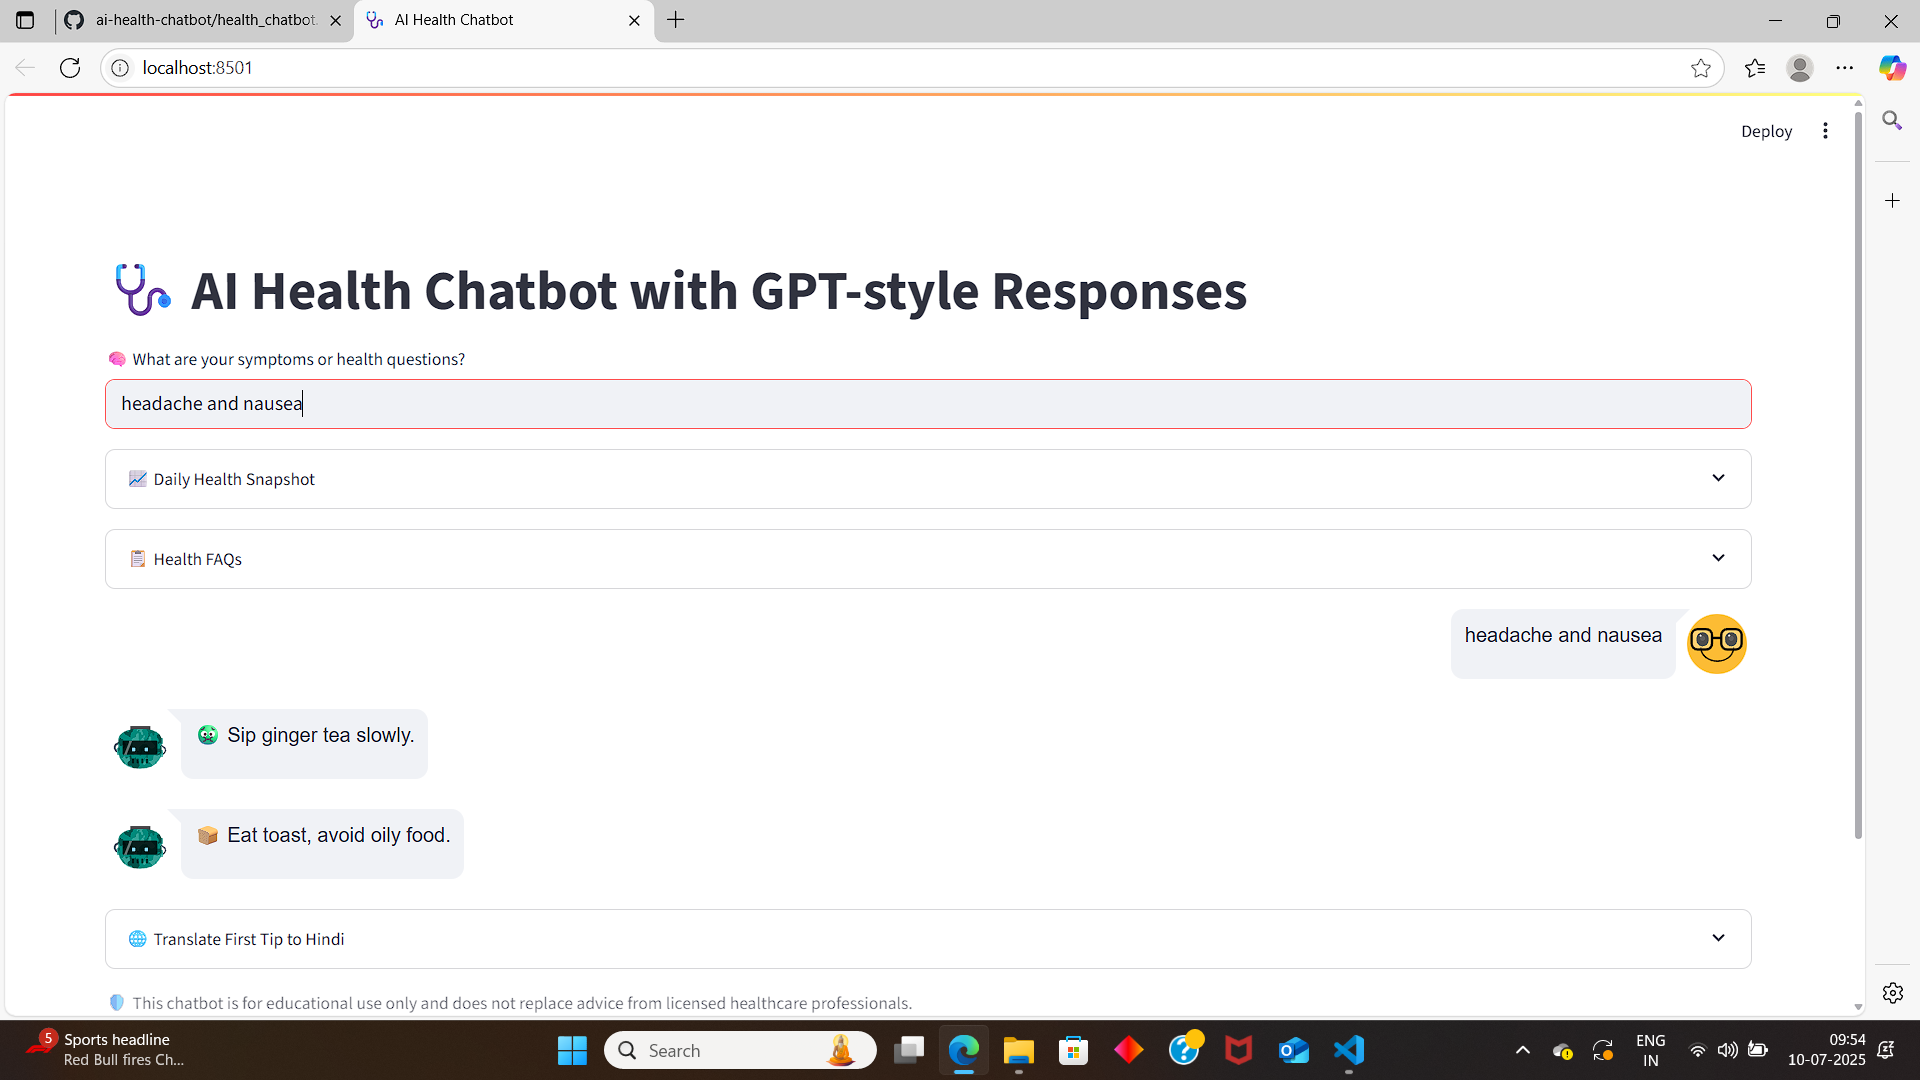 ai-health-chatbot/health_chatbot.
AI Health Chatbot
localhost:8501
Deploy
AI Health Chatbot with GPT-style Responses
What are your symptoms or health questions?
headache and nausea
Daily Health Snapshot
Health FAQs
headache and nausea
Sip ginger tea slowly.
Eat toast, avoid oily food.
Translate First Tip to Hindi
This chatbot is for educational use only and does not replace advice from licensed healthcare professionals.
5
Sports headline
Red Bull fires Ch...
Search
ENG
IN
09:54
10-07-2025